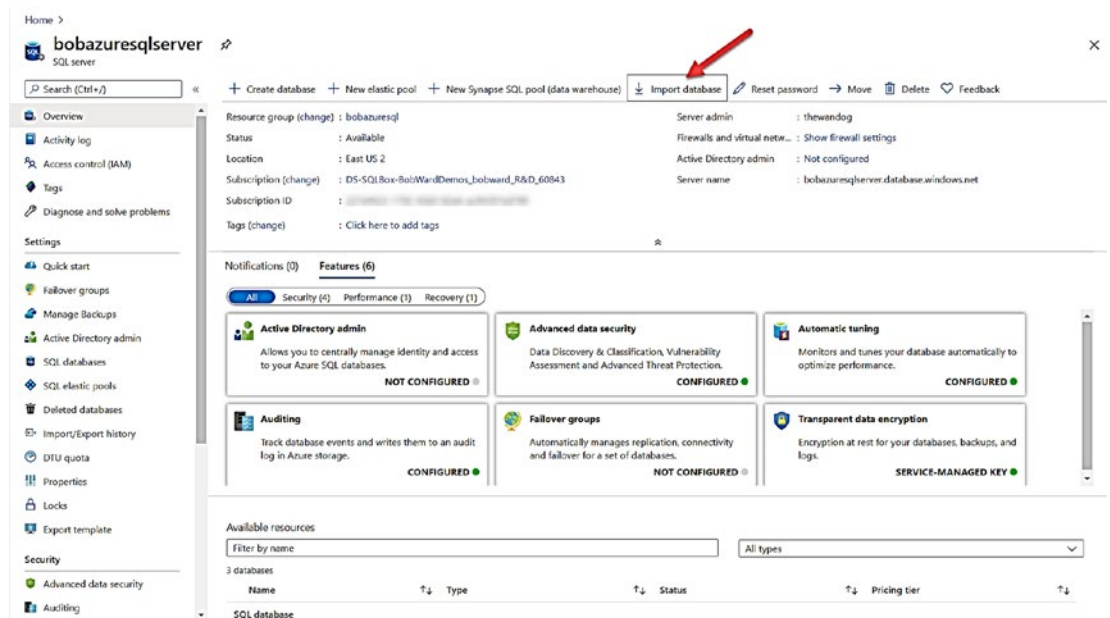 Home >
bobazuresqlserver
SQL server
Search (Ctrl+/)
«
Overview
Activity log
Access control (IAM)
Tags
Diagnose and solve problems
Settings
Quick start
Failover groups
Manage Backups
Active Directory admin
SQL databases
SQL elastic pools
Deleted databases
Import/Export history
DTU quota
Properties
Locks
Export template
Security
Advanced data security
Auditing
+ Create database + New elastic pool + New Synapse SQL pool (data warehouse) Import database Reset password Move Delete Feedback
Resource group (change) : bobazuresql
Status : Available
Location : East US 2
Subscription (change) : DS-SQLBox-BobWardDemos_bobward_R&D_60843
Subscription ID :
Tags (change) : Click here to add tags
Server admin : thewandog
Firewalls and virtual netw... : Show firewall settings
Active Directory admin : Not configured
Server name : bobazuresqlserver.database.windows.net
Notifications (0) Features (6)
All Security (4) Performance (1) Recovery (1)
Active Directory admin
Allows you to centrally manage identity and access
to your Azure SQL databases.
NOT CONFIGURED
Advanced data security
Data Discovery & Classification, Vulnerability
Assessment and Advanced Threat Protection.
CONFIGURED
Automatic tuning
Monitors and tunes your database automatically to
optimize performance.
CONFIGURED
Auditing
Track database events and writes them to an audit
log in Azure storage.
CONFIGURED
Failover groups
Automatically manages replication, connectivity
and failover for a set of databases.
NOT CONFIGURED
Transparent data encryption
Encryption at rest for your databases, backups, and
logs.
SERVICE-MANAGED KEY
Available resources
Filter by name All types
3 databases
Name Type Status Pricing tier
SQL database